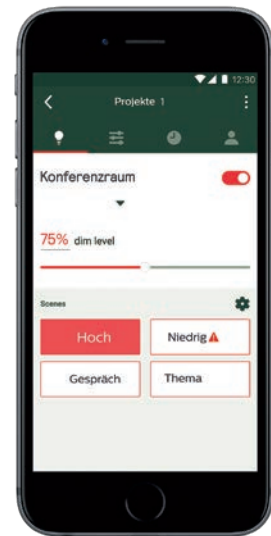 12:30
Projekte 1
Konferenzraum
75% dim level
Scenes
Hoch
Niedrig
Gespräch
Thema